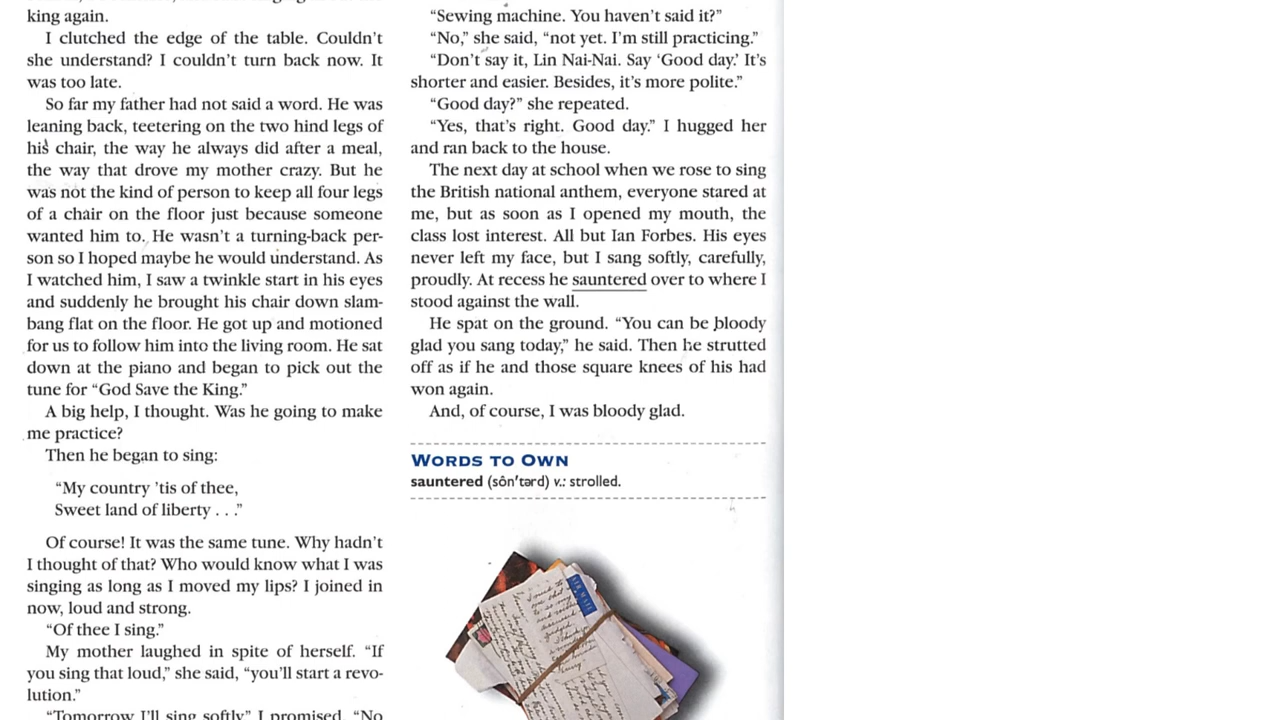 king again.
I clutched the edge of the table. Couldn't
she understand? I couldn't turn back now. It
was too late.
So far my father had not said a word. He was
leaning back, teetering on the two hind legs of
his chair, the way he always did after a meal,
the way that drove my mother crazy. But he
was not the kind of person to keep all four legs
of a chair on the floor just because someone
wanted him to. He wasn't a turning-back per-
son so I hoped maybe he would understand. As
I watched him, I saw a twinkle start in his eyes
and suddenly he brought his chair down slam-
bang flat on the floor. He got up and motioned
for us to follow him into the living room. He sat
down at the piano and began to pick out the
tune for “God Save the King.”
A big help, I thought. Was he going to make
me practice?
Then he began to sing:
“My country ’tis of thee,
Sweet land of liberty . . .”
Of course! It was the same tune. Why hadn't
I thought of that? Who would know what I was
singing as long as I moved my lips? I joined in
now, loud and strong.
“Of thee I sing.”
My mother laughed in spite of herself. “If
you sing that loud,” she said, “you'll start a revo-
lution.”
“Tomorrow I'll sing softly,” I promised. “No
“Sewing machine. You haven't said it?”
“No,” she said, “not yet. I'm still practicing.”
“Don't say it, Lin Nai-Nai. Say ‘Good day.’ It's
shorter and easier. Besides, it's more polite.”
“Good day?” she repeated.
“Yes, that's right. Good day.” I hugged her
and ran back to the house.
The next day at school when we rose to sing
the British national anthem, everyone stared at
me, but as soon as I opened my mouth, the
class lost interest. All but Ian Forbes. His eyes
never left my face, but I sang softly, carefully,
proudly. At recess he sauntered over to where I
stood against the wall.
He spat on the ground. “You can be bloody
glad you sang today,” he said. Then he strutted
off as if he and those square knees of his had
won again.
And, of course, I was bloody glad.
WORDS TO OWN
sauntered (sôn′tərd) v.: strolled.